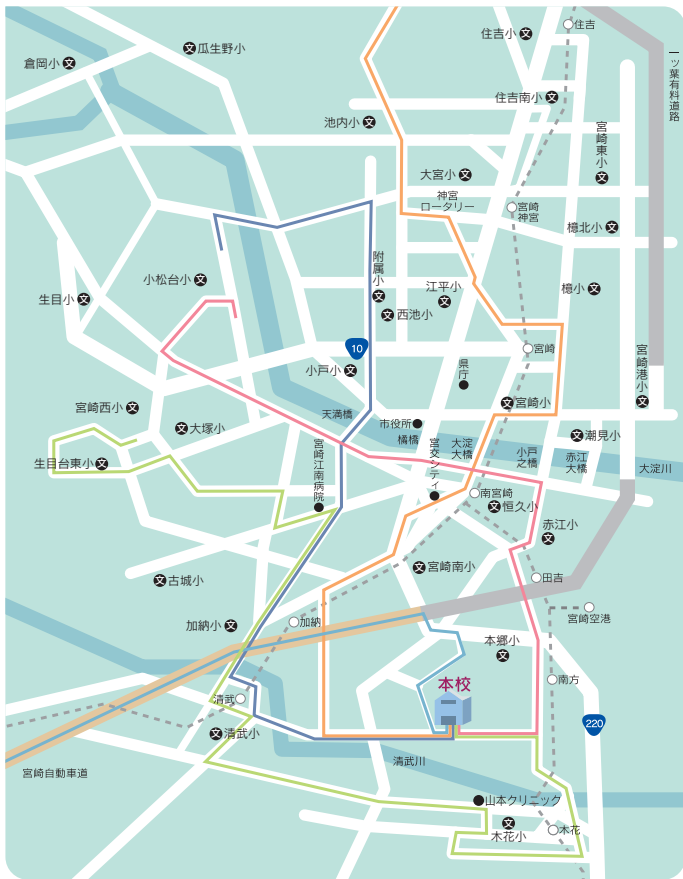 住吉小
住吉
瓜生野小
倉岡小
一ッ葉有料道路
住吉南小
池内小
宮崎東小
大宮小
神宮
ロータリー
宮崎
神宮
檍北小
附属小
小松台小
江平小
檍小
生目小
西池小
10
宮崎
宮崎港小
小戸小
県庁
宮崎西小
宮崎小
天満橋
市役所
大塚小
橘橋
宮交シティ
大淀
大橋
小戸
之橋
赤江
大橋
潮見小
大淀川
生目台東小
宮崎江南病院
南宮崎
恒久小
赤江小
宮崎南小
古城小
田吉
宮崎空港
加納小
加納
本郷小
本校
南方
清武
220
清武小
清武川
宮崎自動車道
山本クリニック
木花小
木花